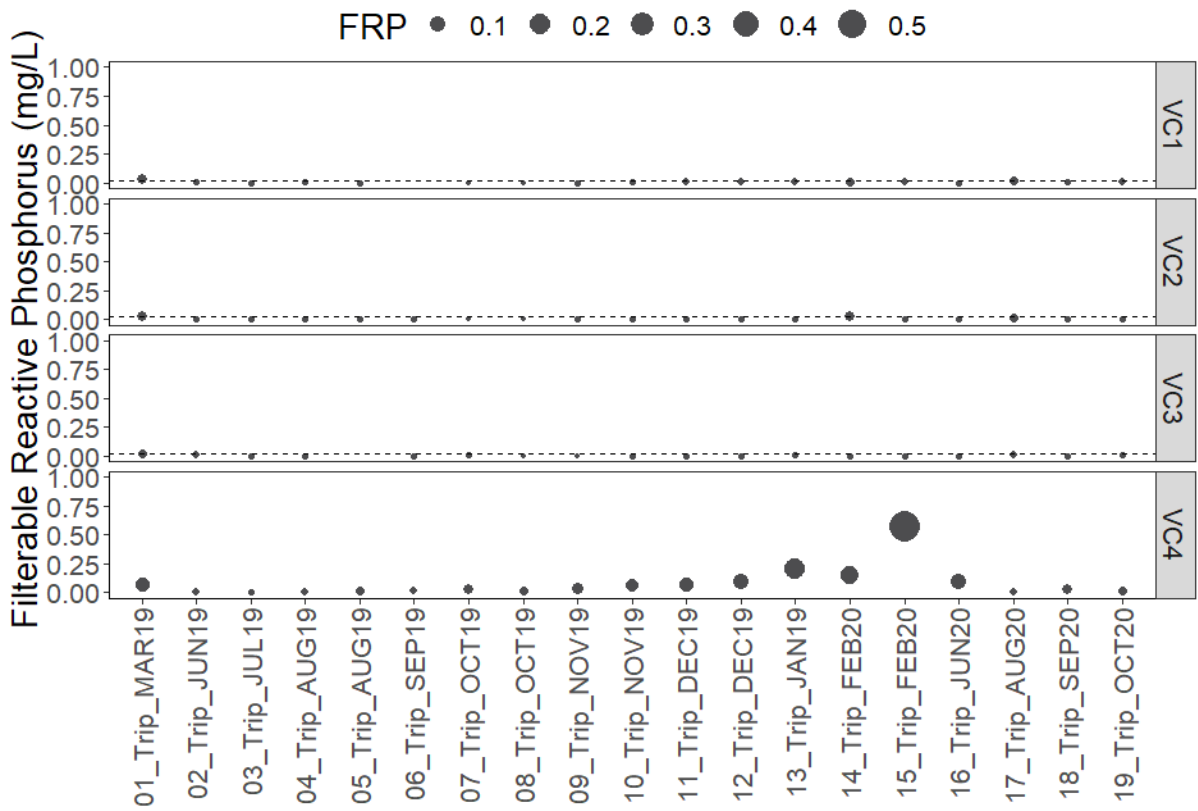 FRP 0.1 0.2 0.3 0.4 0.5
Filterable Reactive Phosphorus (mg/L)
1.00
0.75
0.50
0.25
0.00
VC1
1.00
0.75
0.50
0.25
0.00
VC2
1.00
0.75
0.50
0.25
0.00
VC3
1.00
0.75
0.50
0.25
0.00
VC4
01_Trip_MAR19
02_Trip_JUN19
03_Trip_JUL19
04_Trip_AUG19
05_Trip_AUG19
06_Trip_SEP19
07_Trip_OCT19
08_Trip_OCT19
09_Trip_NOV19
10_Trip_NOV19
11_Trip_DEC19
12_Trip_DEC19
13_Trip_JAN19
14_Trip_FEB20
15_Trip_FEB20
16_Trip_JUN20
17_Trip_AUG20
18_Trip_SEP20
19_Trip_OCT20